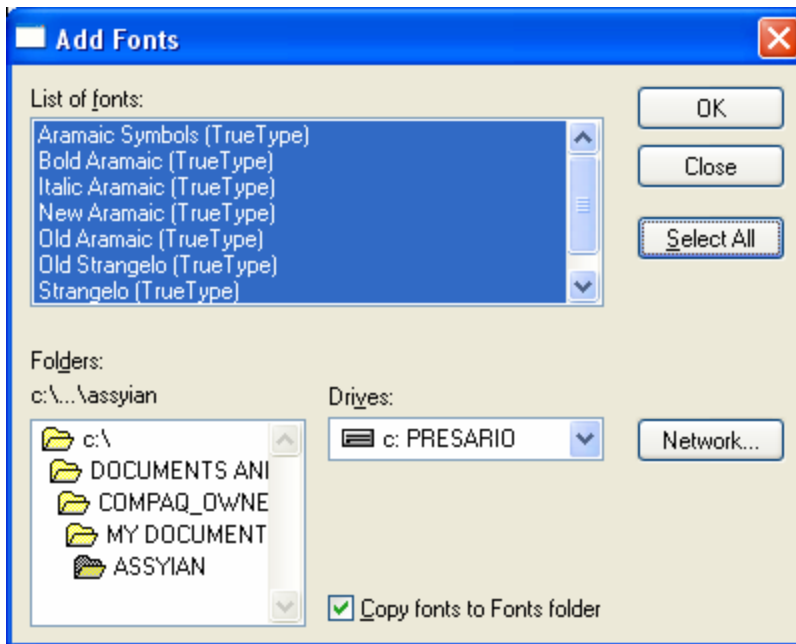 Add Fonts
List of fonts:
Aramaic Symbols (TrueType)
Bold Aramaic (TrueType)
Italic Aramaic (TrueType)
New Aramaic (TrueType)
Old Aramaic (TrueType)
Old Strangelo (TrueType)
Strangelo (TrueType)
OK
Close
Select All
Folders:
c:\...\assyian
c:\
DOCUMENTS ANI
COMPAQ_OWNE
MY DOCUMENT
ASSYIAN
Drives:
c: PRESARIO
Network...
Copy fonts to Fonts folder